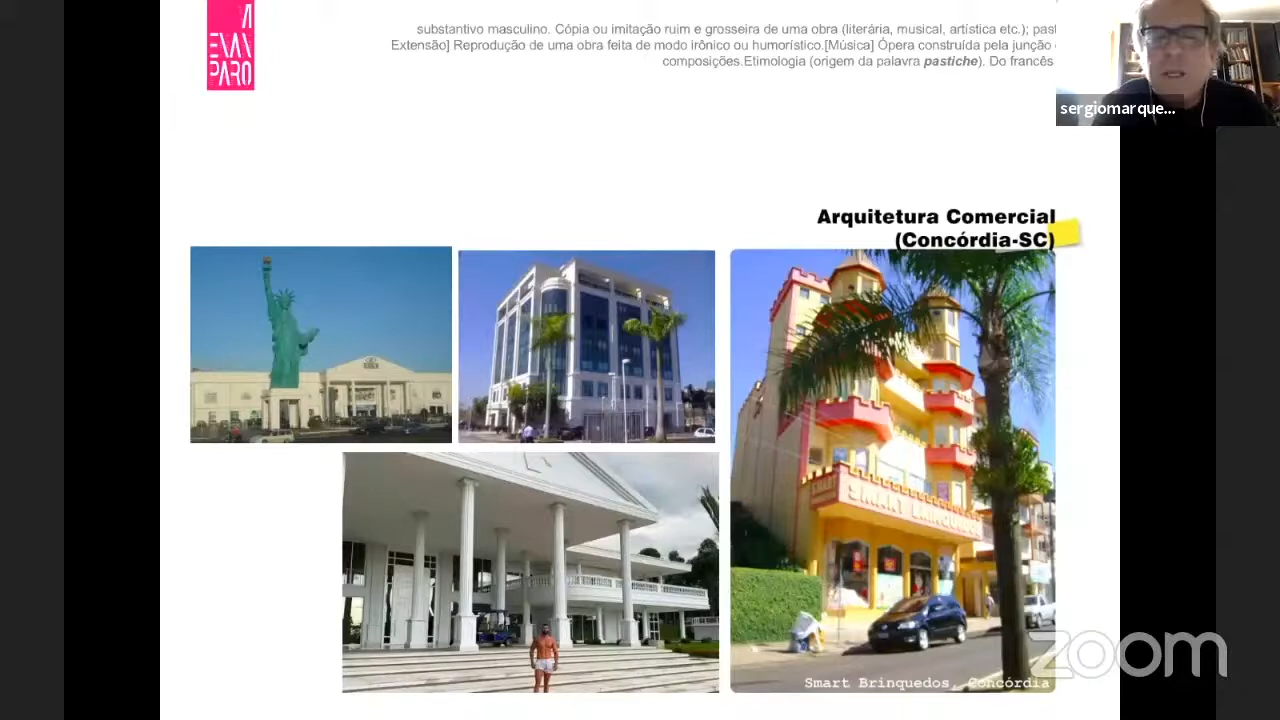 substantivo masculino. Cópia ou imitação ruim e grosseira de uma obra (literária, musical, artística etc.); past
Extensão] Reprodução de uma obra feita de modo irônico ou humorístico.[Música] Ópera construída pela junção
composições.Etimologia (origem da palavra pastiche). Do francês
sergiomarque...
Arquitetura Comercial
(Concórdia-SC)
SMART BRINQUEDOS
Smart Brinquedos, Concórdia
zoom